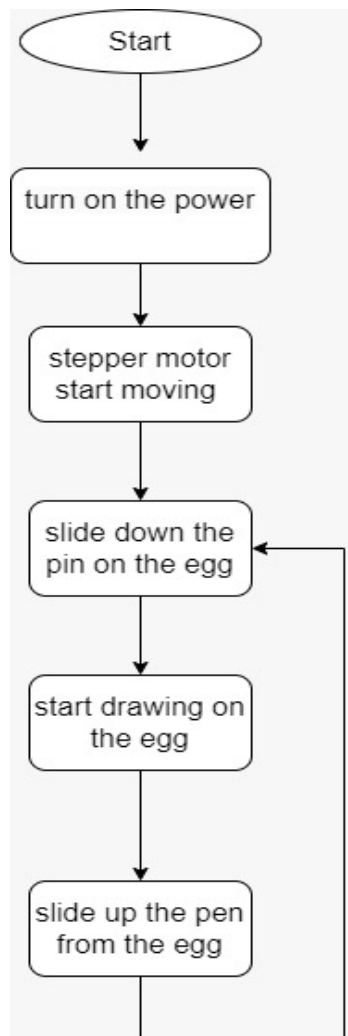 Start
turn on the power
stepper motor
start moving
slide down the
pin on the egg
start drawing on
the egg
slide up the pen
from the egg